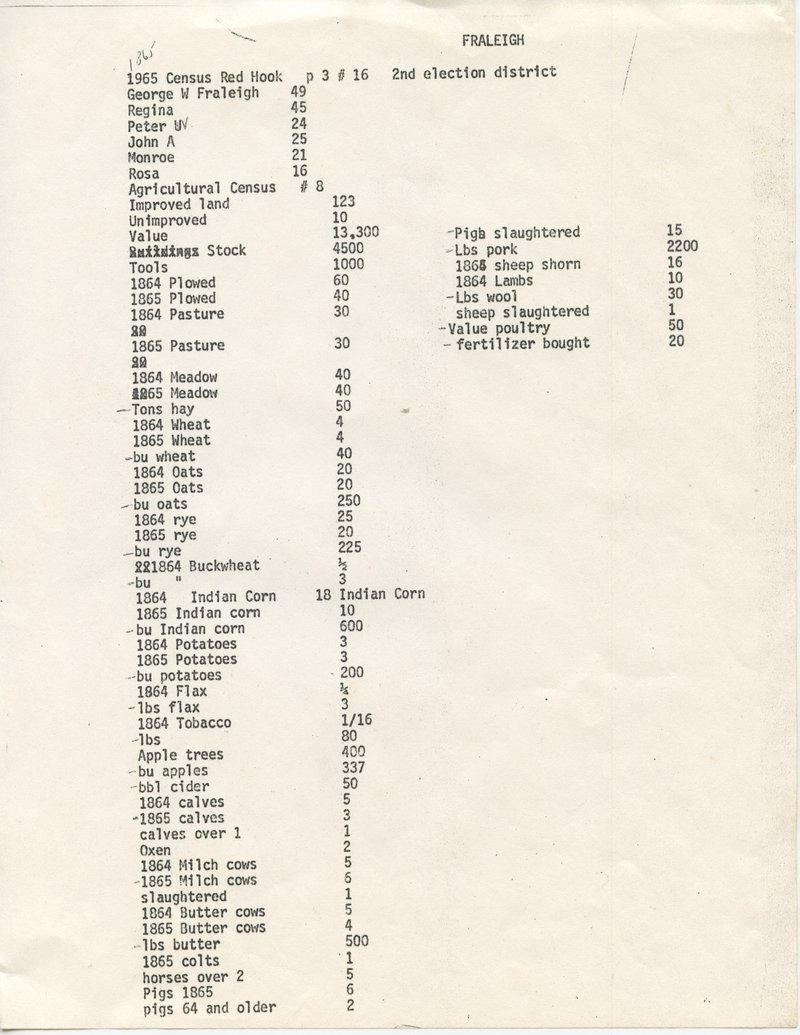 FRALEIGH
1865
1965 Census Red Hook p 3 # 16 2nd election district
George W Fraleigh 49
Regina 45
Peter W 24
John A 25
Monroe 21
Rosa 16
Agricultural Census # 8
Improved land 123
Unimproved 10
Value 13,300
Stock 4500
Tools 1000
1864 Plowed 60
1865 Plowed 40
1864 Pasture 30
1865 Pasture 30
1864 Meadow 40
1865 Meadow 40
-Tons hay 50
1864 Wheat 4
1865 Wheat 4
-bu wheat 40
1864 Oats 20
1865 Oats 20
-bu oats 250
1864 rye 25
1865 rye 20
-bu rye 225
1864 Buckwheat ½
-bu " 3
1864 Indian Corn 18 Indian Corn
1865 Indian corn 10
-bu Indian corn 600
1864 Potatoes 3
1865 Potatoes 3
-bu potatoes 200
1864 Flax ¼
-lbs flax 3
1864 Tobacco 1/16
-lbs 80
Apple trees 400
-bu apples 337
-bbl cider 50
1864 calves 5
-1865 calves 3
calves over 1 1
Oxen 2
1864 Milch cows 5
-1865 Milch cows 6
slaughtered 1
1864 Butter cows 5
1865 Butter cows 4
-lbs butter 500
1865 colts 1
horses over 2 5
Pigs 1865 6
pigs 64 and older 2
-Pigs slaughtered 15
-Lbs pork 2200
1865 sheep shorn 16
1864 Lambs 10
-Lbs wool 30
sheep slaughtered 1
-Value poultry 50
- fertilizer bought 20